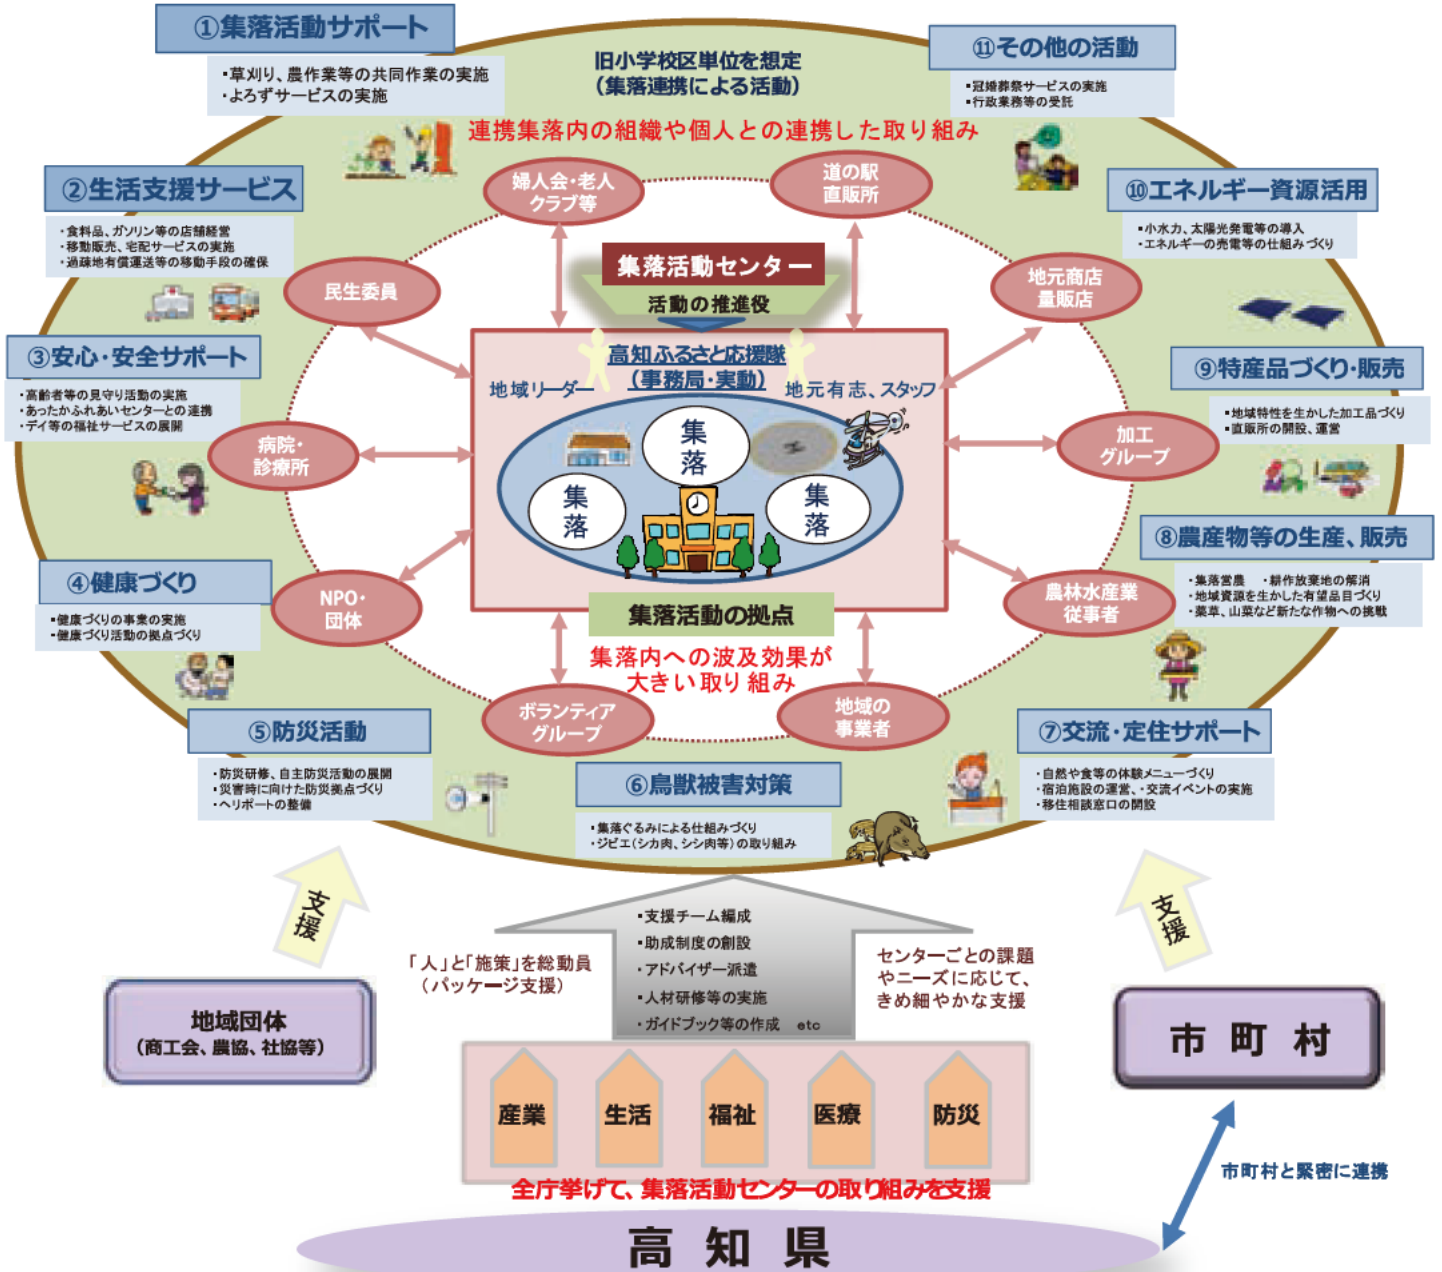 ①集落活動サポート
▪草刈り、農作業等の共同作業の実施
・よろずサービスの実施
旧小学校区単位を想定
（集落連携による活動）
連携集落内の組織や個人との連携した取り組み
⑪その他の活動
▪冠婚葬祭サービスの実施
▪行政業務等の受託
②生活支援サービス
・食料品、ガソリン等の店舗経営
・移動販売、宅配サービスの実施
・過疎地有償運送等の移動手段の確保
⑩エネルギー資源活用
▪小水力、太陽光発電等の導入
・エネルギーの売電等の仕組みづくり
③安心・安全サポート
・高齢者等の見守り活動の実施
・あったかふれあいセンターとの連携
・デイ等の福祉サービスの展開
⑨特産品づくり・販売
・地域特性を生かした加工品づくり
▪直販所の開設、運営
④健康づくり
▪健康づくりの事業の実施
・健康づくり活動の拠点づくり
⑧農産物等の生産、販売
・集落営農　・耕作放棄地の解消
・地域資源を生かした有望品目づくり
・薬草、山菜など新たな作物への挑戦
⑤防災活動
・防災研修、自主防災活動の展開
▪災害時に向けた防災拠点づくり
・ヘリポートの整備
⑥鳥獣被害対策
・集落ぐるみによる仕組みづくり
・ジビエ（シカ肉、シシ肉等）の取り組み
⑦交流・定住サポート
・自然や食等の体験メニューづくり
・宿泊施設の運営、・交流イベントの実施
・移住相談窓口の開設
婦人会・老人
クラブ等
道の駅
直販所
民生委員
地元商店
量販店
病院・
診療所
加工
グループ
NPO・
団体
農林水産業
従事者
ボランティア
グループ
地域の
事業者
集落活動センター
活動の推進役
高知ふるさと応援隊
（事務局・実動）
地域リーダー
地元有志、スタッフ
集落
集落
集落
集落活動の拠点
集落内への波及効果が
大きい取り組み
支援
支援
「人」と「施策」を総動員
（パッケージ支援）
▪支援チーム編成
▪助成制度の創設
・アドバイザー派遣
・人材研修等の実施
・ガイドブック等の作成　etc
センターごとの課題
やニーズに応じて、
きめ細やかな支援
地域団体
（商工会、農協、社協等）
市町村
産業
生活
福祉
医療
防災
全庁挙げて、集落活動センターの取り組みを支援
市町村と緊密に連携
高知県